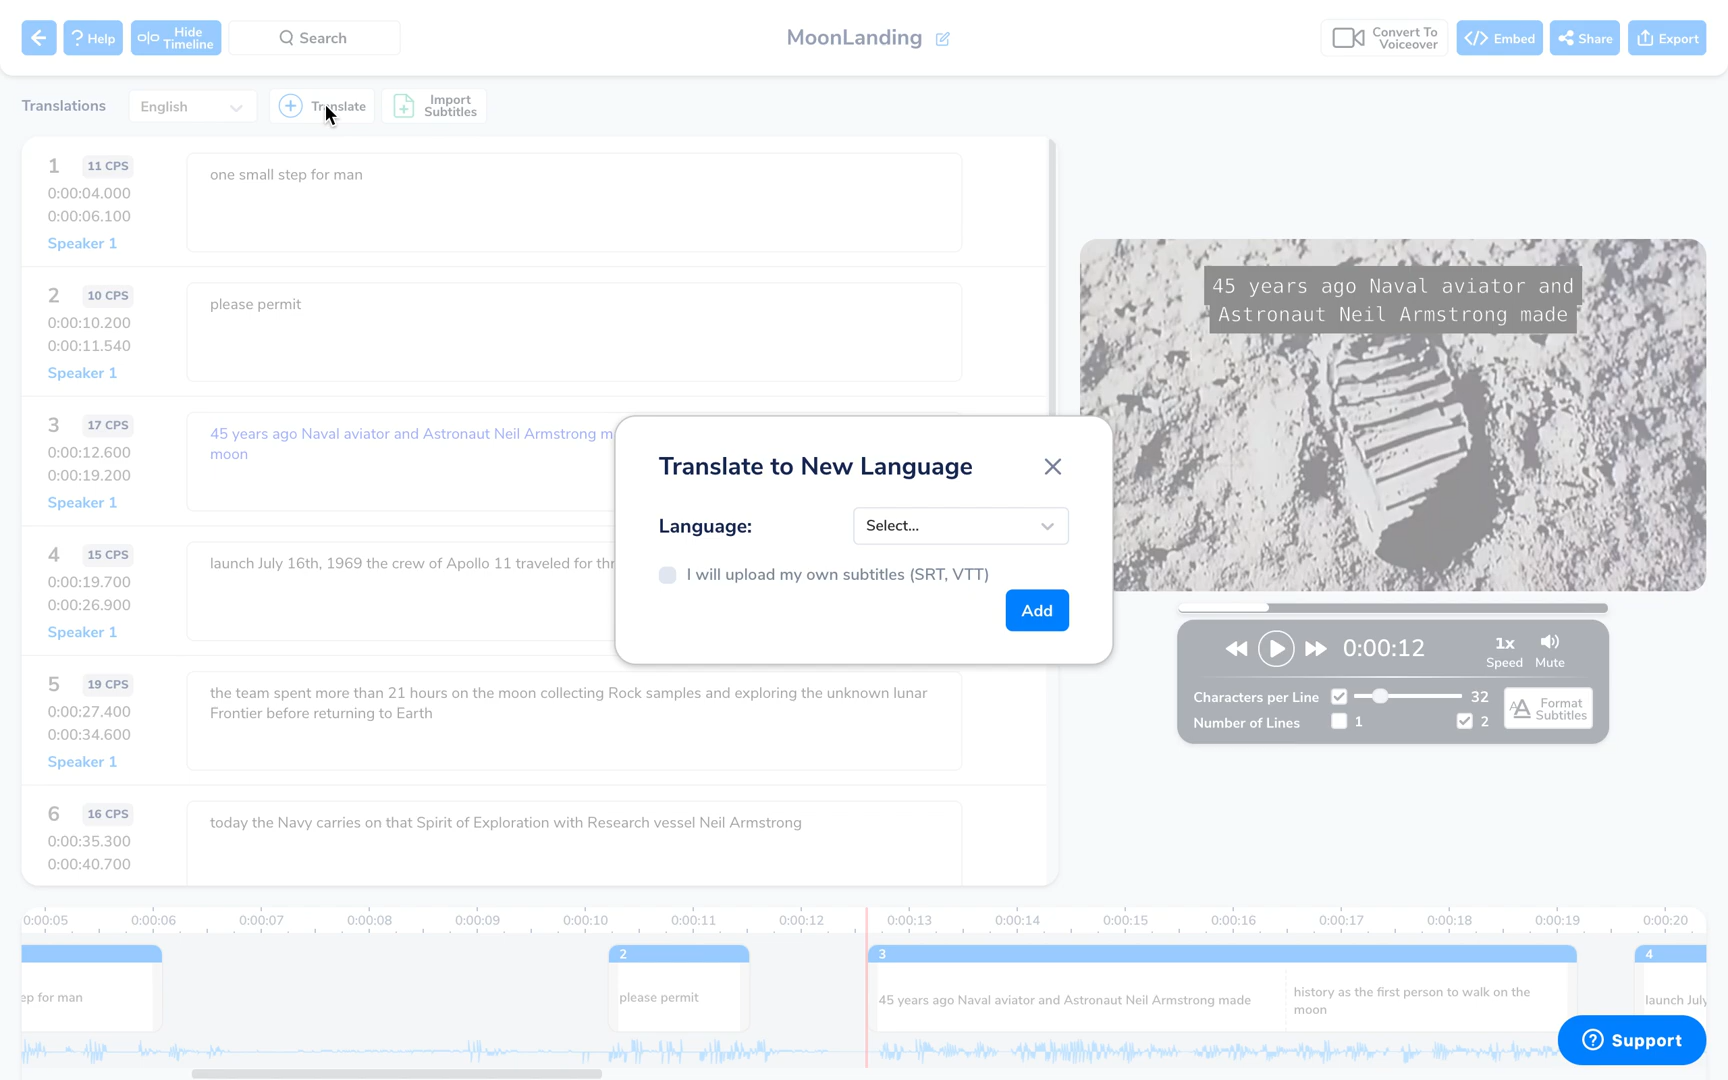 Help
Hide
Timeline
Search
MoonLanding
Convert To
Voiceover
Embed
Share
Export
Translations
English
Translate
Import
Subtitles
1 11 CPS
0:00:04.000
0:00:06.100
Speaker 1
one small step for man
2 10 CPS
0:00:10.200
0:00:11.540
Speaker 1
please permit
3 17 CPS
0:00:12.600
0:00:19.200
Speaker 1
45 years ago Naval aviator and Astronaut Neil Armstrong m
moon
4 15 CPS
0:00:19.700
0:00:26.900
Speaker 1
launch July 16th, 1969 the crew of Apollo 11 traveled for thr
5 19 CPS
0:00:27.400
0:00:34.600
Speaker 1
the team spent more than 21 hours on the moon collecting Rock samples and exploring the unknown lunar
Frontier before returning to Earth
6 16 CPS
0:00:35.300
0:00:40.700
today the Navy carries on that Spirit of Exploration with Research vessel Neil Armstrong
Translate to New Language
Language:
Select...
I will upload my own subtitles (SRT, VTT)
Add
45 years ago Naval aviator and
Astronaut Neil Armstrong made
0:00:12
1x
Speed
Mute
Characters per Line
32
Number of Lines
1
2
Format
Subtitles
0:00:05 0:00:06 0:00:07 0:00:08 0:00:09 0:00:10 0:00:11 0:00:12 0:00:13 0:00:14 0:00:15 0:00:16 0:00:17 0:00:18 0:00:19 0:00:20
ep for man
2
please permit
3
45 years ago Naval aviator and Astronaut Neil Armstrong made
history as the first person to walk on the
moon
4
launch July
Support